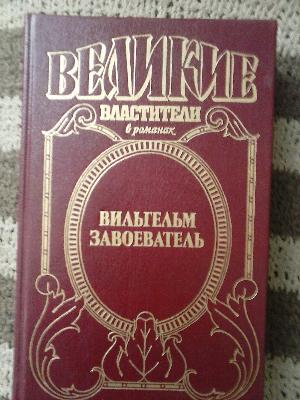 ВЕЛИКИЕ
ВЛАСТИТЕЛИ
в романах
ВИЛЬГЕЛЬМ
ЗАВОЕВАТЕЛЬ